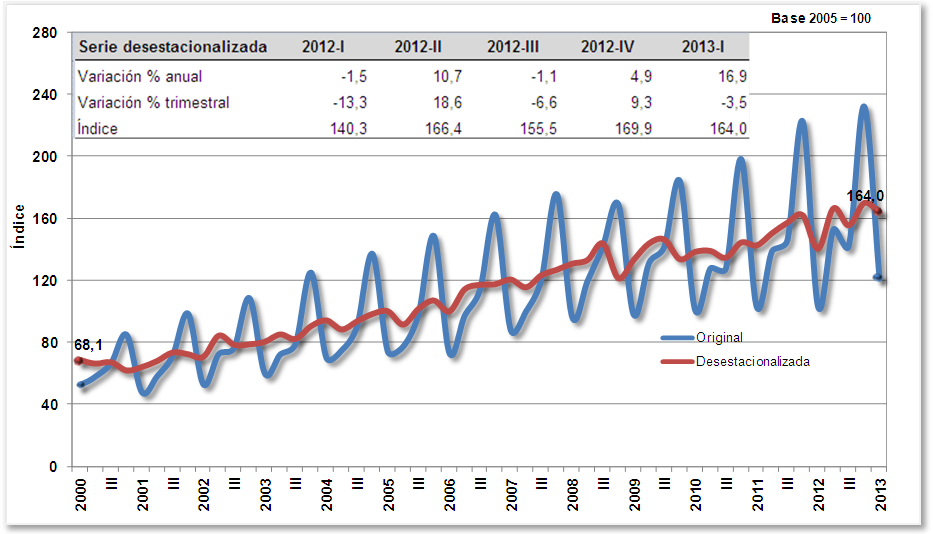 Base 2005 = 100
Serie desestacionalizada 2012-I 2012-II 2012-III 2012-IV 2013-I
Variación % anual -1,5 10,7 -1,1 4,9 16,9
Variación % trimestral -13,3 18,6 -6,6 9,3 -3,5
Índice 140,3 166,4 155,5 169,9 164,0
280
240
200
160
120
80
40
0
Índice
164,0
68,1
Original
Desestacionalizada
2000 III 2001 III 2002 III 2003 III 2004 III 2005 III 2006 III 2007 III 2008 III 2009 III 2010 III 2011 III 2012 III 2013